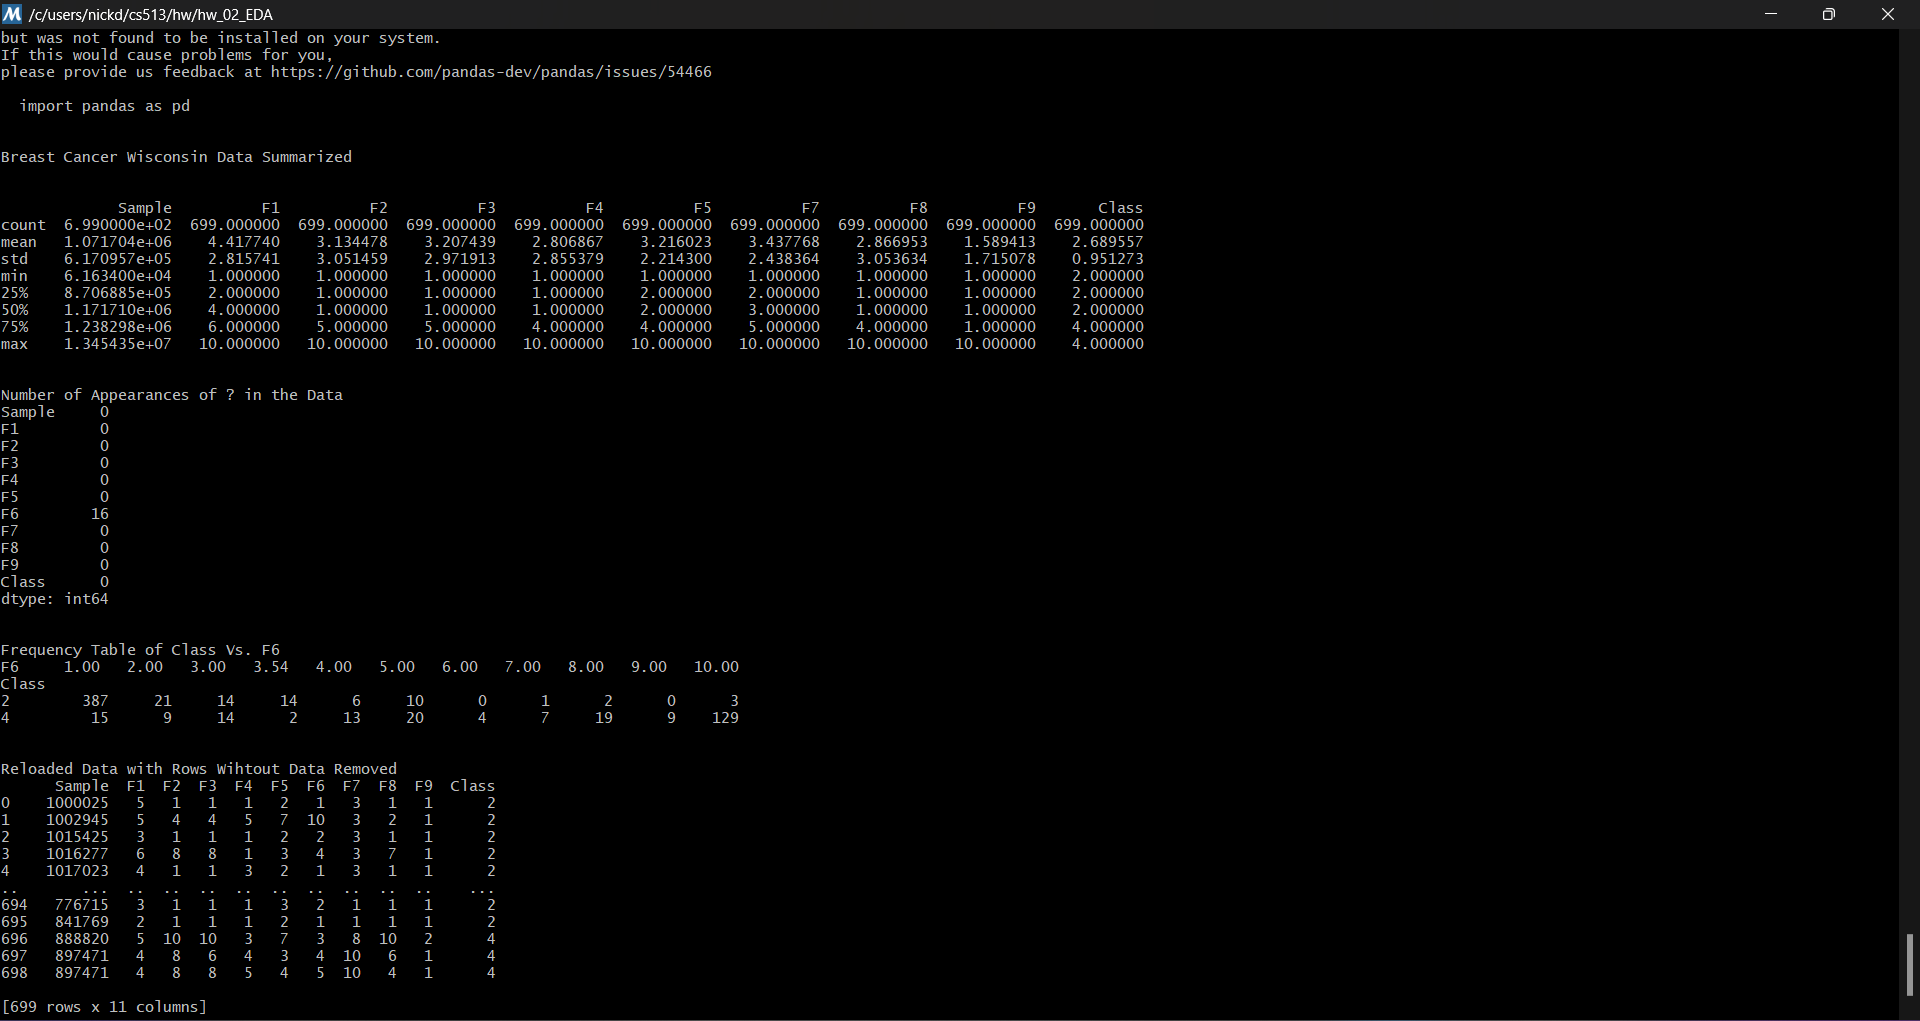 /c/users/nickd/cs513/hw/hw_02_EDA
but was not found to be installed on your system.
If this would cause problems for you,
please provide us feedback at https://github.com/pandas-dev/pandas/issues/54466
import pandas as pd
Breast Cancer Wisconsin Data Summarized
Sample F1 F2 F3 F4 F5 F7 F8 F9 Class
count 6.990000e+02 699.000000 699.000000 699.000000 699.000000 699.000000 699.000000 699.000000 699.000000 699.000000
mean 1.071704e+06 4.417740 3.134478 3.207439 2.806867 3.216023 3.437768 2.866953 1.589413 2.689557
std 6.170957e+05 2.815741 3.051459 2.971913 2.855379 2.214300 2.438364 3.053634 1.715078 0.951273
min 6.163400e+04 1.000000 1.000000 1.000000 1.000000 1.000000 1.000000 1.000000 1.000000 2.000000
25% 8.706885e+05 2.000000 1.000000 1.000000 1.000000 2.000000 2.000000 1.000000 1.000000 2.000000
50% 1.171710e+06 4.000000 1.000000 1.000000 1.000000 2.000000 3.000000 1.000000 1.000000 2.000000
75% 1.238298e+06 6.000000 5.000000 5.000000 4.000000 4.000000 5.000000 4.000000 1.000000 4.000000
max 1.345435e+07 10.000000 10.000000 10.000000 10.000000 10.000000 10.000000 10.000000 10.000000 4.000000
Number of Appearances of ? in the Data
Sample 0
F1 0
F2 0
F3 0
F4 0
F5 0
F6 16
F7 0
F8 0
F9 0
Class 0
dtype: int64
Frequency Table of Class Vs. F6
F6 1.00 2.00 3.00 3.54 4.00 5.00 6.00 7.00 8.00 9.00 10.00
Class
2 387 21 14 14 6 10 0 1 2 0 3
4 15 9 14 2 13 20 4 7 19 9 129
Reloaded Data with Rows Wihtout Data Removed
Sample F1 F2 F3 F4 F5 F6 F7 F8 F9 Class
0 1000025 5 1 1 1 2 1 3 1 1 2
1 1002945 5 4 4 5 7 10 3 2 1 2
2 1015425 3 1 1 1 2 2 3 1 1 2
3 1016277 6 8 8 1 3 4 3 7 1 2
4 1017023 4 1 1 3 2 1 3 1 1 2
.. ... .. .. .. .. .. .. .. .. .. ...
694 776715 3 1 1 1 3 2 1 1 1 2
695 841769 2 1 1 1 2 1 1 1 1 2
696 888820 5 10 10 3 7 3 8 10 2 4
697 897471 4 8 6 4 3 4 10 6 1 4
698 897471 4 8 8 5 4 5 10 4 1 4
[699 rows x 11 columns]